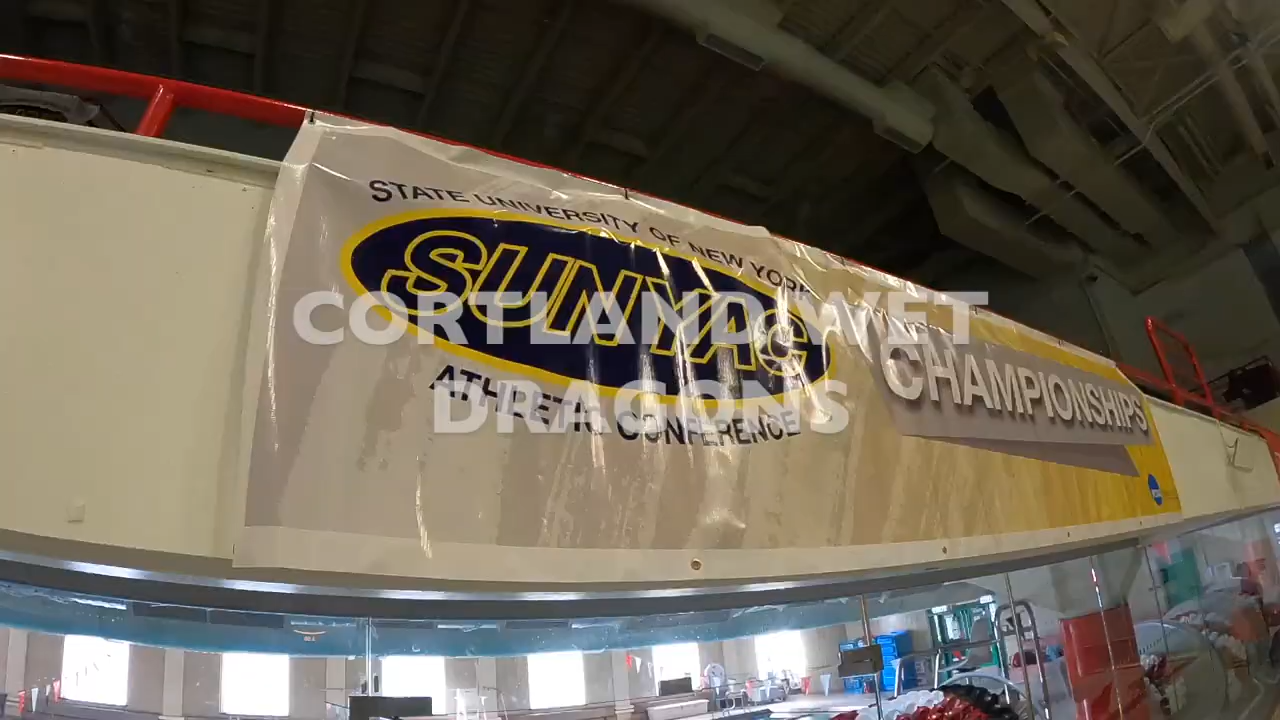 STATE UNIVERSITY OF NEW YORK
SUNYAC
ATHLETIC CONFERENCE
CHAMPIONSHIPS
CORTLAND WET
DRAGONS